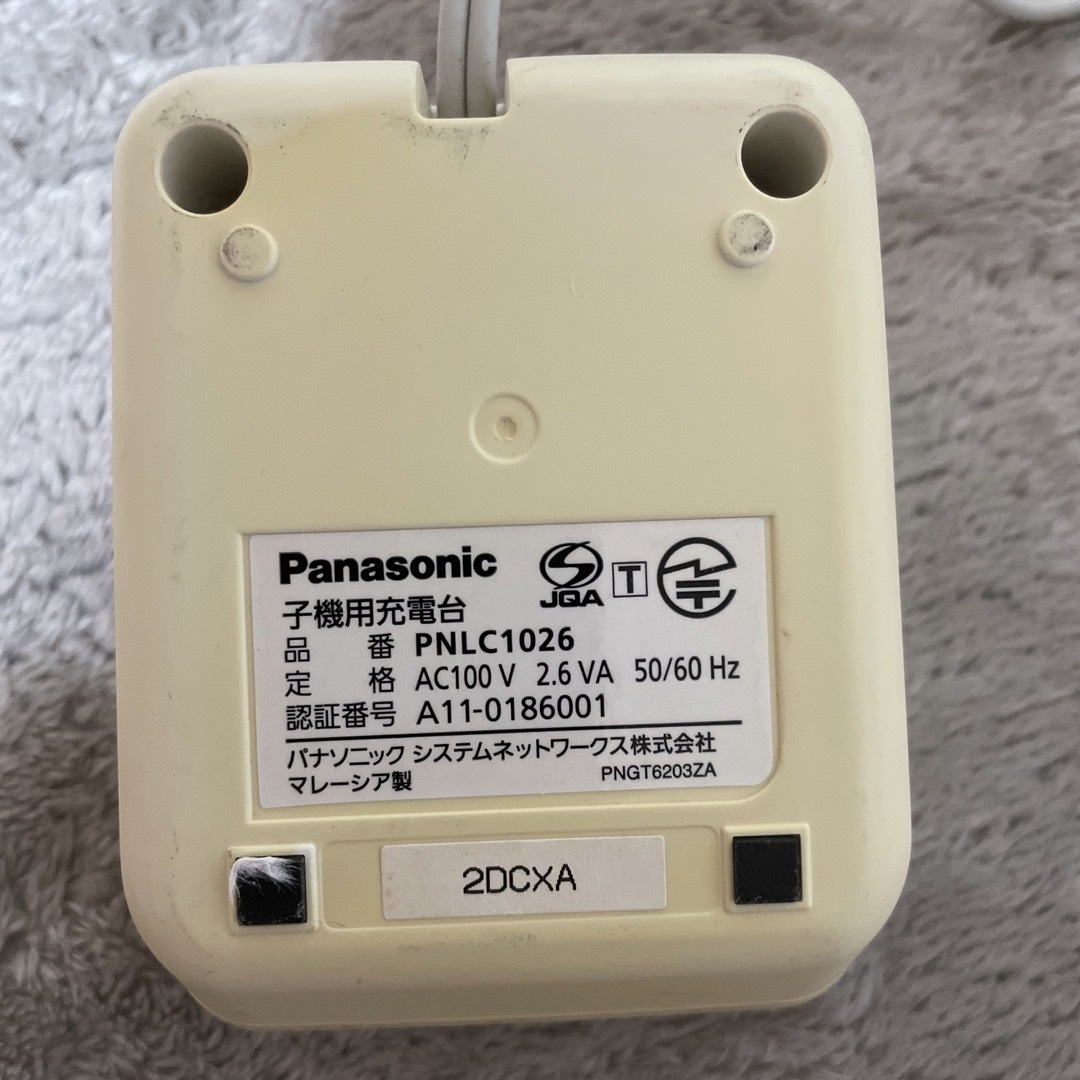 Panasonic
JQA T
子機用充電台
品 番 PNLC1026
定 格 AC100 V 2.6 VA 50/60 Hz
認証番号 A11-0186001
パナソニック システムネットワークス株式会社
マレーシア製 PNGT6203ZA
2DCXA